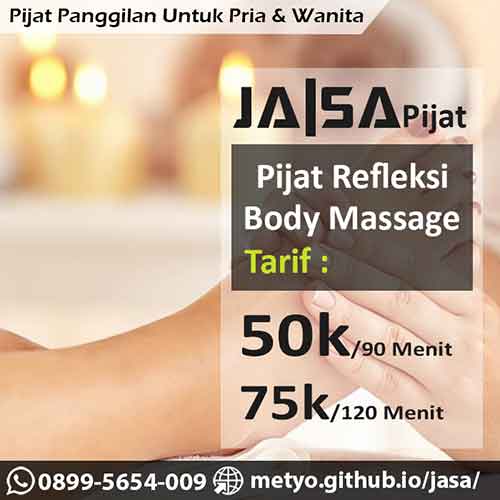 Pijat Panggilan Untuk Pria & Wanita
JA|SA Pijat
Pijat Refleksi
Body Massage
Tarif :
50k/90 Menit
75k/120 Menit
0899-5654-009 metyo.github.io/jasa/